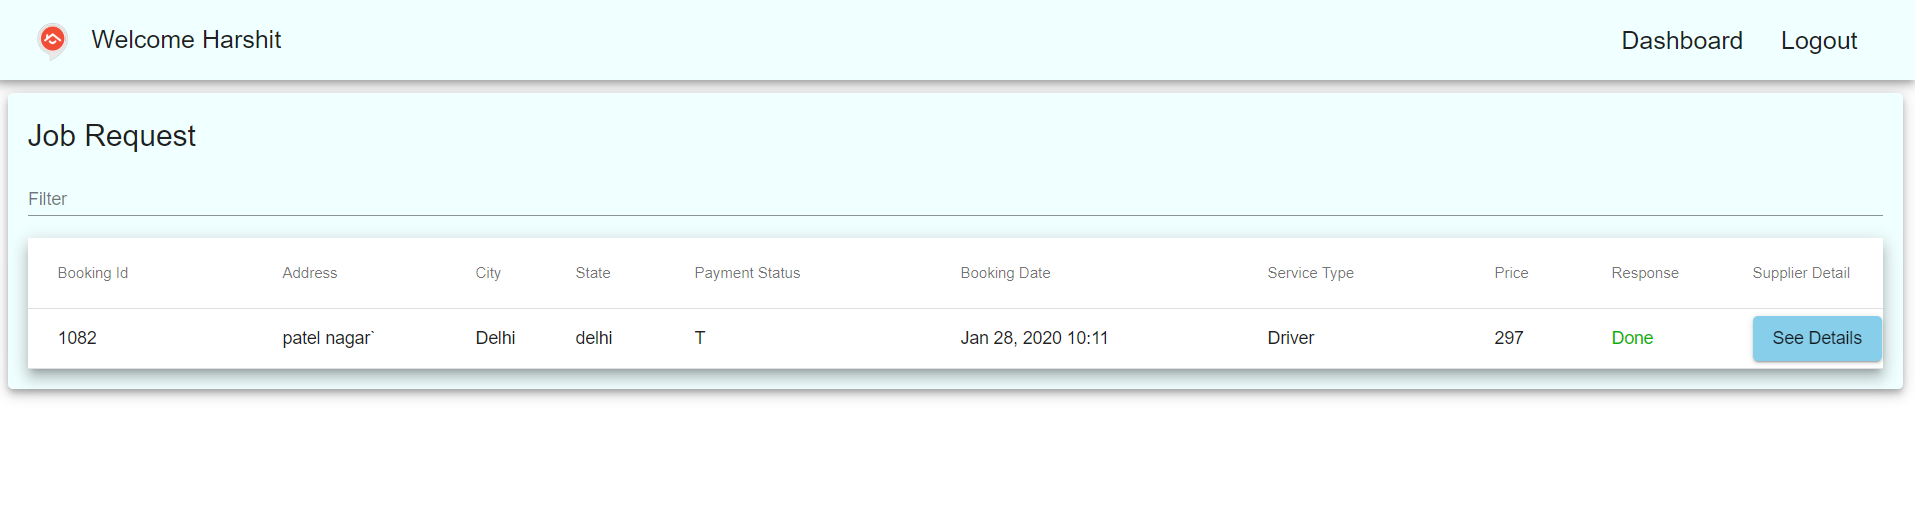 Welcome Harshit Dashboard Logout
Job Request
Filter
Booking Id Address City State Payment Status Booking Date Service Type Price Response Supplier Detail
1082 patel nagar` Delhi delhi T Jan 28, 2020 10:11 Driver 297 Done See Details